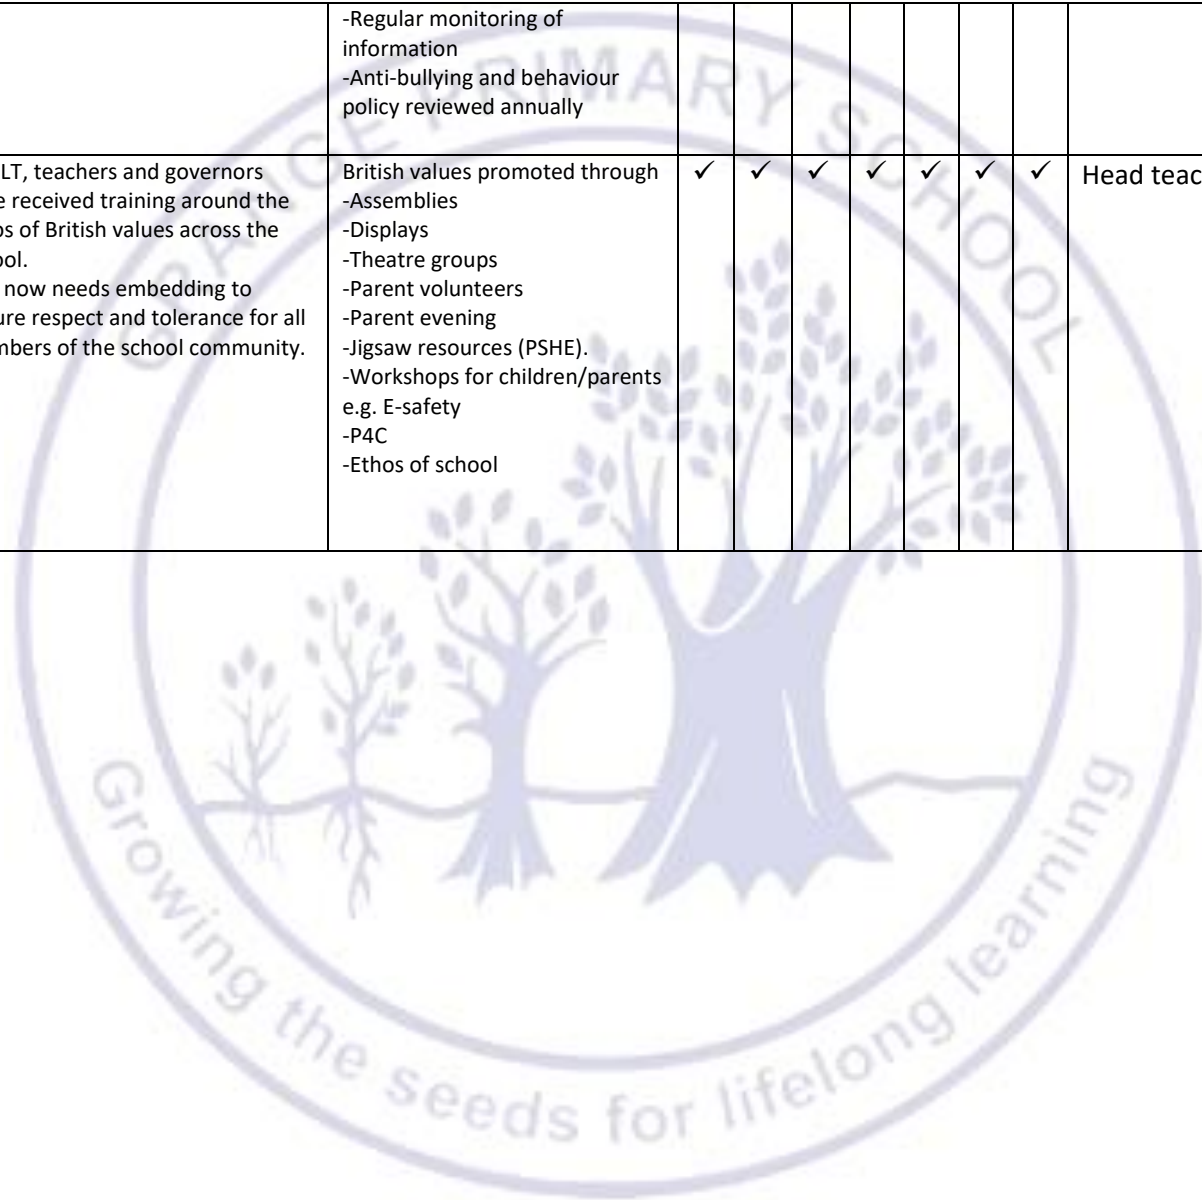 -Regular monitoring of
information
-Anti-bullying and behaviour
policy reviewed annually
LT, teachers and governors
e received training around the
os of British values across the
ool.
now needs embedding to
ure respect and tolerance for all
mbers of the school community.
British values promoted through
-Assemblies
-Displays
-Theatre groups
-Parent volunteers
-Parent evening
-Jigsaw resources (PSHE).
-Workshops for children/parents
e.g. E-safety
-P4C
-Ethos of school
✓ ✓ ✓ ✓ ✓ ✓ ✓
Head teac
GRANGE PRIMARY SCHOOL
Growing the seeds for lifelong learning